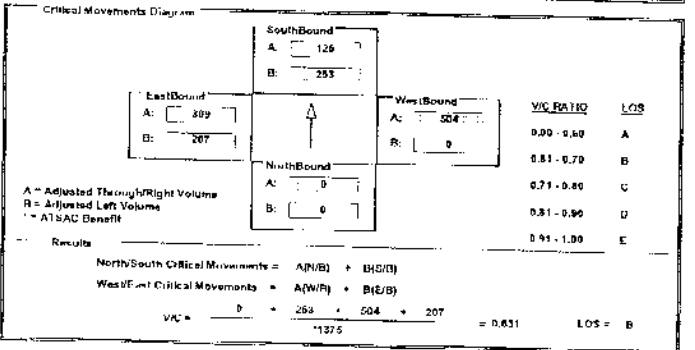 Critical Movements Diagram
SouthBound
A: 126
B: 253
EastBound
A: 309
B: 207
WestBound
A: 504
B: 0
NorthBound
A: 0
B: 0
V/C RATIO LOS
0.00 - 0.60 A
0.61 - 0.70 B
0.71 - 0.80 C
0.81 - 0.90 D
0.91 - 1.00 E
A = Adjusted Through/Right Volume
B = Adjusted Left Volume
* = ATSAC Benefit
Results
North/South Critical Movements = A(N/B) + B(S/B)
West/East Critical Movements = A(W/B) + B(E/B)
V/C = 0 + 263 + 504 + 207
*1375
= 0.631 LOS = B